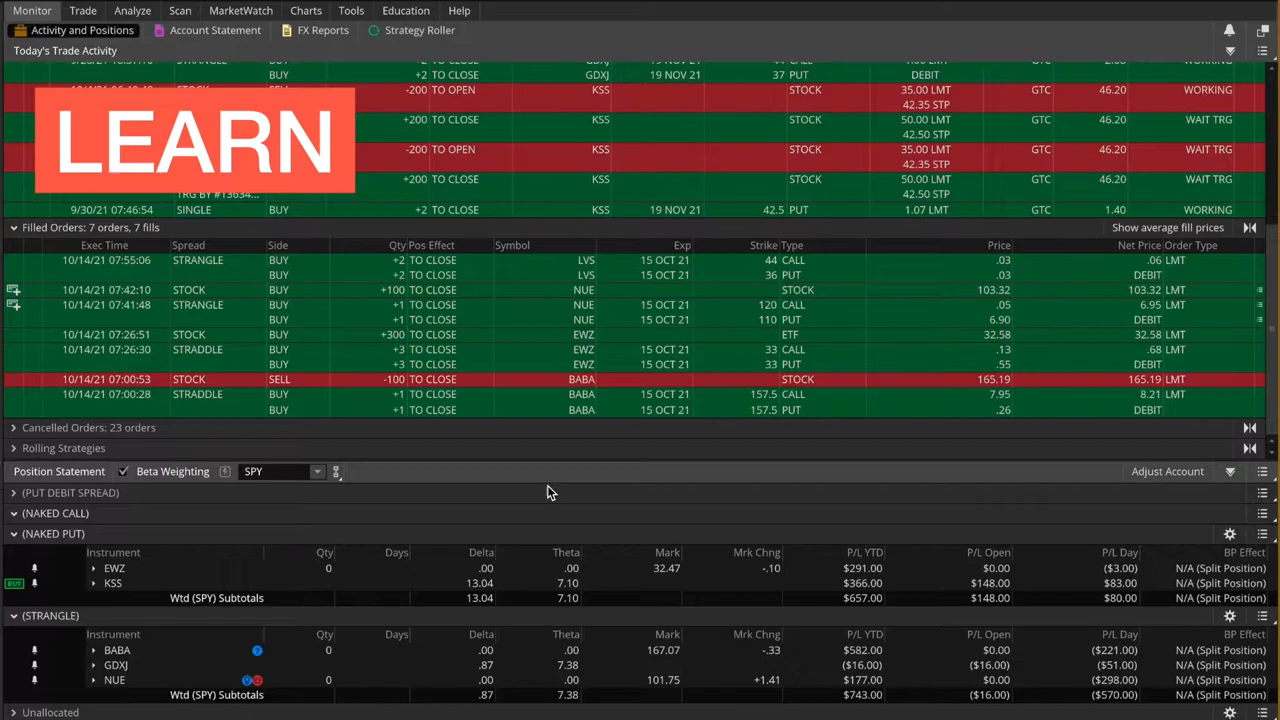 Monitor Trade Analyze Scan MarketWatch Charts Tools Education Help
Activity and Positions Account Statement FX Reports Strategy Roller
Today's Trade Activity
BUY +2 TO CLOSE GDXJ 19 NOV 21 37 PUT DEBIT
-200 TO OPEN KSS STOCK 35.00 LMT GTC 46.20 WORKING
42.35 STP
LEARN
+200 TO CLOSE KSS STOCK 50.00 LMT GTC 46.20 WAIT TRG
42.50 STP
-200 TO OPEN KSS STOCK 35.00 LMT GTC 46.20 WAIT TRG
42.35 STP
+200 TO CLOSE KSS STOCK 50.00 LMT GTC 46.20 WAIT TRG
TRG BY #13634... 42.50 STP
9/30/21 07:46:54 SINGLE BUY +2 TO CLOSE KSS 19 NOV 21 42.5 PUT 1.07 LMT GTC 1.40 WORKING
Filled Orders: 7 orders, 7 fills Show average fill prices
Exec Time Spread Side Qty Pos Effect Symbol Exp Strike Type Price Net Price Order Type
10/14/21 07:55:06 STRANGLE BUY +2 TO CLOSE LVS 15 OCT 21 44 CALL .03 .06 LMT
BUY +2 TO CLOSE LVS 15 OCT 21 36 PUT .03 DEBIT
10/14/21 07:42:10 STOCK BUY +100 TO CLOSE NUE STOCK 103.32 103.32 LMT
10/14/21 07:41:48 STRANGLE BUY +1 TO CLOSE NUE 15 OCT 21 120 CALL .05 6.95 LMT
BUY +1 TO CLOSE NUE 15 OCT 21 110 PUT 6.90 DEBIT
10/14/21 07:26:51 STOCK BUY +300 TO CLOSE EWZ ETF 32.58 32.58 LMT
10/14/21 07:26:30 STRADDLE BUY +3 TO CLOSE EWZ 15 OCT 21 33 CALL .13 .68 LMT
BUY +3 TO CLOSE EWZ 15 OCT 21 33 PUT .55 DEBIT
10/14/21 07:00:53 STOCK SELL -100 TO CLOSE BABA STOCK 165.19 165.19 LMT
10/14/21 07:00:28 STRADDLE BUY +1 TO CLOSE BABA 15 OCT 21 157.5 CALL 7.95 8.21 LMT
BUY +1 TO CLOSE BABA 15 OCT 21 157.5 PUT .26 DEBIT
Cancelled Orders: 23 orders
Rolling Strategies
Position Statement Beta Weighting SPY Adjust Account
(PUT DEBIT SPREAD)
(NAKED CALL)
(NAKED PUT)
Instrument Qty Days Delta Theta Mark Mrk Chng P/L YTD P/L Open P/L Day BP Effect
EWZ 0 .00 .00 32.47 -.10 $291.00 $0.00 ($3.00) N/A (Split Position)
BUY KSS 13.04 7.10 $366.00 $148.00 $83.00 N/A (Split Position)
Wtd (SPY) Subtotals 13.04 7.10 $657.00 $148.00 $80.00 N/A (Split Position)
(STRANGLE)
Instrument Qty Days Delta Theta Mark Mrk Chng P/L YTD P/L Open P/L Day BP Effect
BABA 0 .00 .00 167.07 -.33 $582.00 $0.00 ($221.00) N/A (Split Position)
GDXJ .87 7.38 ($16.00) ($16.00) ($51.00) N/A (Split Position)
NUE 0 .00 .00 101.75 +1.41 $177.00 $0.00 ($298.00) N/A (Split Position)
Wtd (SPY) Subtotals .87 7.38 $743.00 ($16.00) ($570.00) N/A (Split Position)
Unallocated